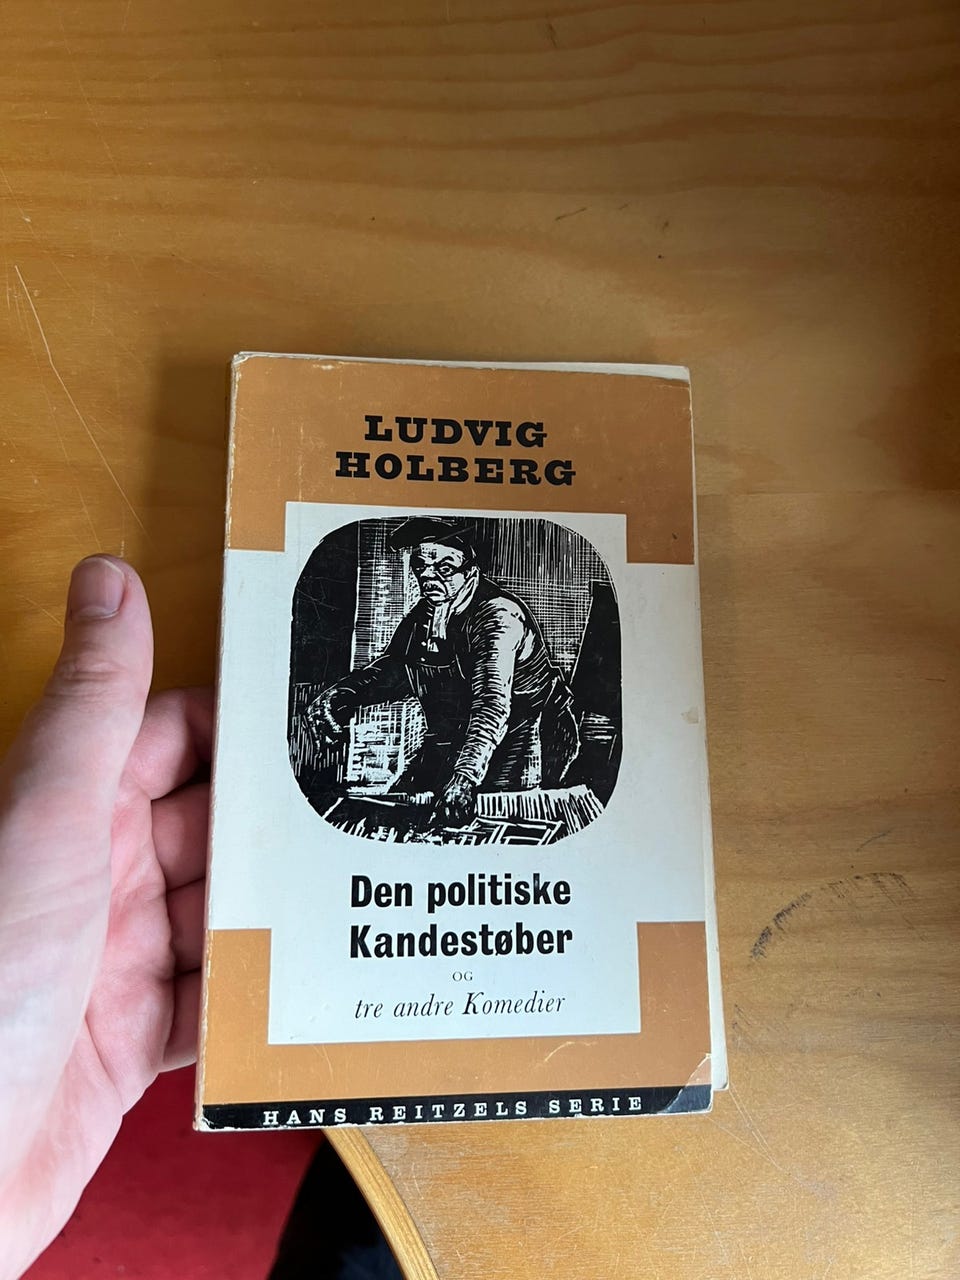 LUDVIG
HOLBERG
Den politiske
Kandestøber
OG
tre andre Komedier
HANS REITZELS SERIE